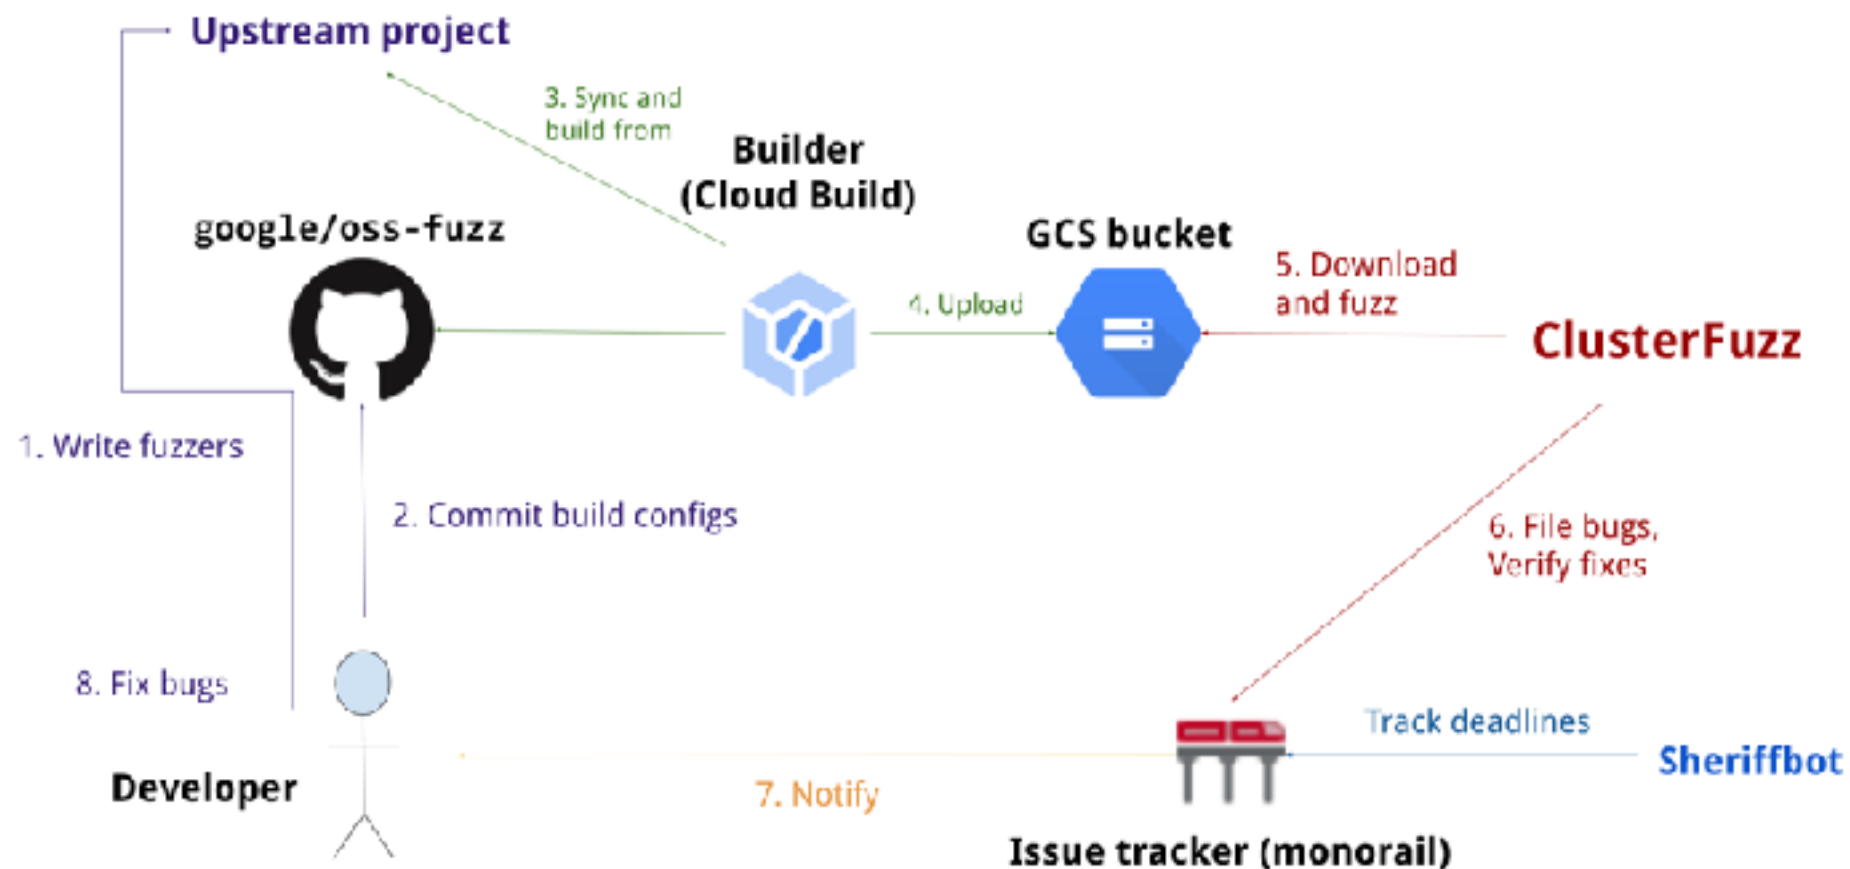 Upstream project
3. Sync and
build from
Builder
(Cloud Build)
google/oss-fuzz
GCS bucket
5. Download
and fuzz
4. Upload
ClusterFuzz
1. Write fuzzers
2. Commit build configs
6. File bugs,
Verify fixes
8. Fix bugs
Track deadlines
Sheriffbot
Developer
7. Notify
Issue tracker (monorail)